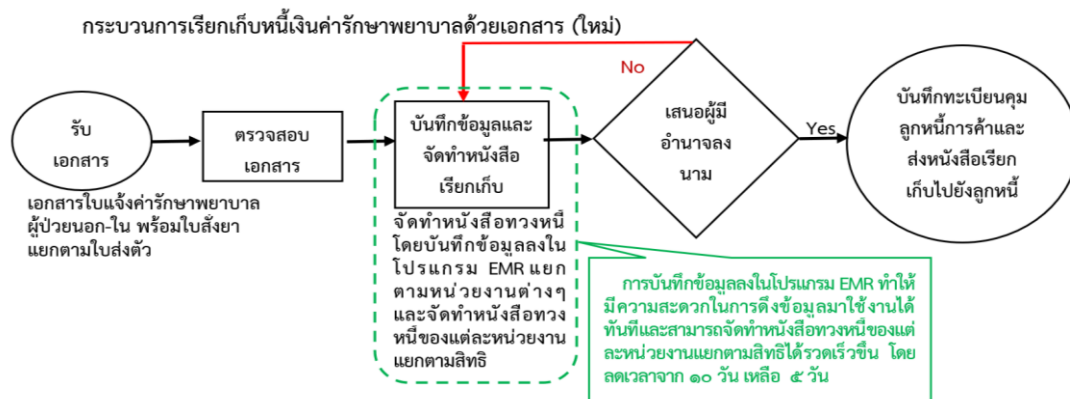 กระบวนการเรียกเก็บหนี้เงินค่ารักษาพยาบาลด้วยเอกสาร (ใหม่)
รับ
เอกสาร
เอกสารใบแจ้งค่ารักษาพยาบาล
ผู้ป่วยนอก-ใน พร้อมใบสั่งยา
แยกตามใบส่งตัว
ตรวจสอบ
เอกสาร
บันทึกข้อมูลและ
จัดทำหนังสือ
เรียกเก็บ
จัดทำหนังสือทวงหนี้
โดยบันทึกข้อมูลลงใน
โปรแกรม EMR แยก
ตามหน่วยงานต่างๆ
และจัดทำหนังสือทวง
หนี้ของแต่ละหน่วยงาน
แยกตามสิทธิ
No
เสนอผู้มี
อำนาจลง
นาม
Yes
บันทึกทะเบียนคุม
ลูกหนี้การค้าและ
ส่งหนังสือเรียก
เก็บไปยังลูกหนี้
การบันทึกข้อมูลลงในโปรแกรม EMR ทำให้
มีความสะดวกในการดึงข้อมูลมาใช้งานได้
ทันทีและสามารถจัดทำหนังสือทวงหนี้ของแต่
ละหน่วยงานแยกตามสิทธิได้รวดเร็วขึ้น โดย
ลดเวลาจาก ๑๐ วัน เหลือ ๕ วัน